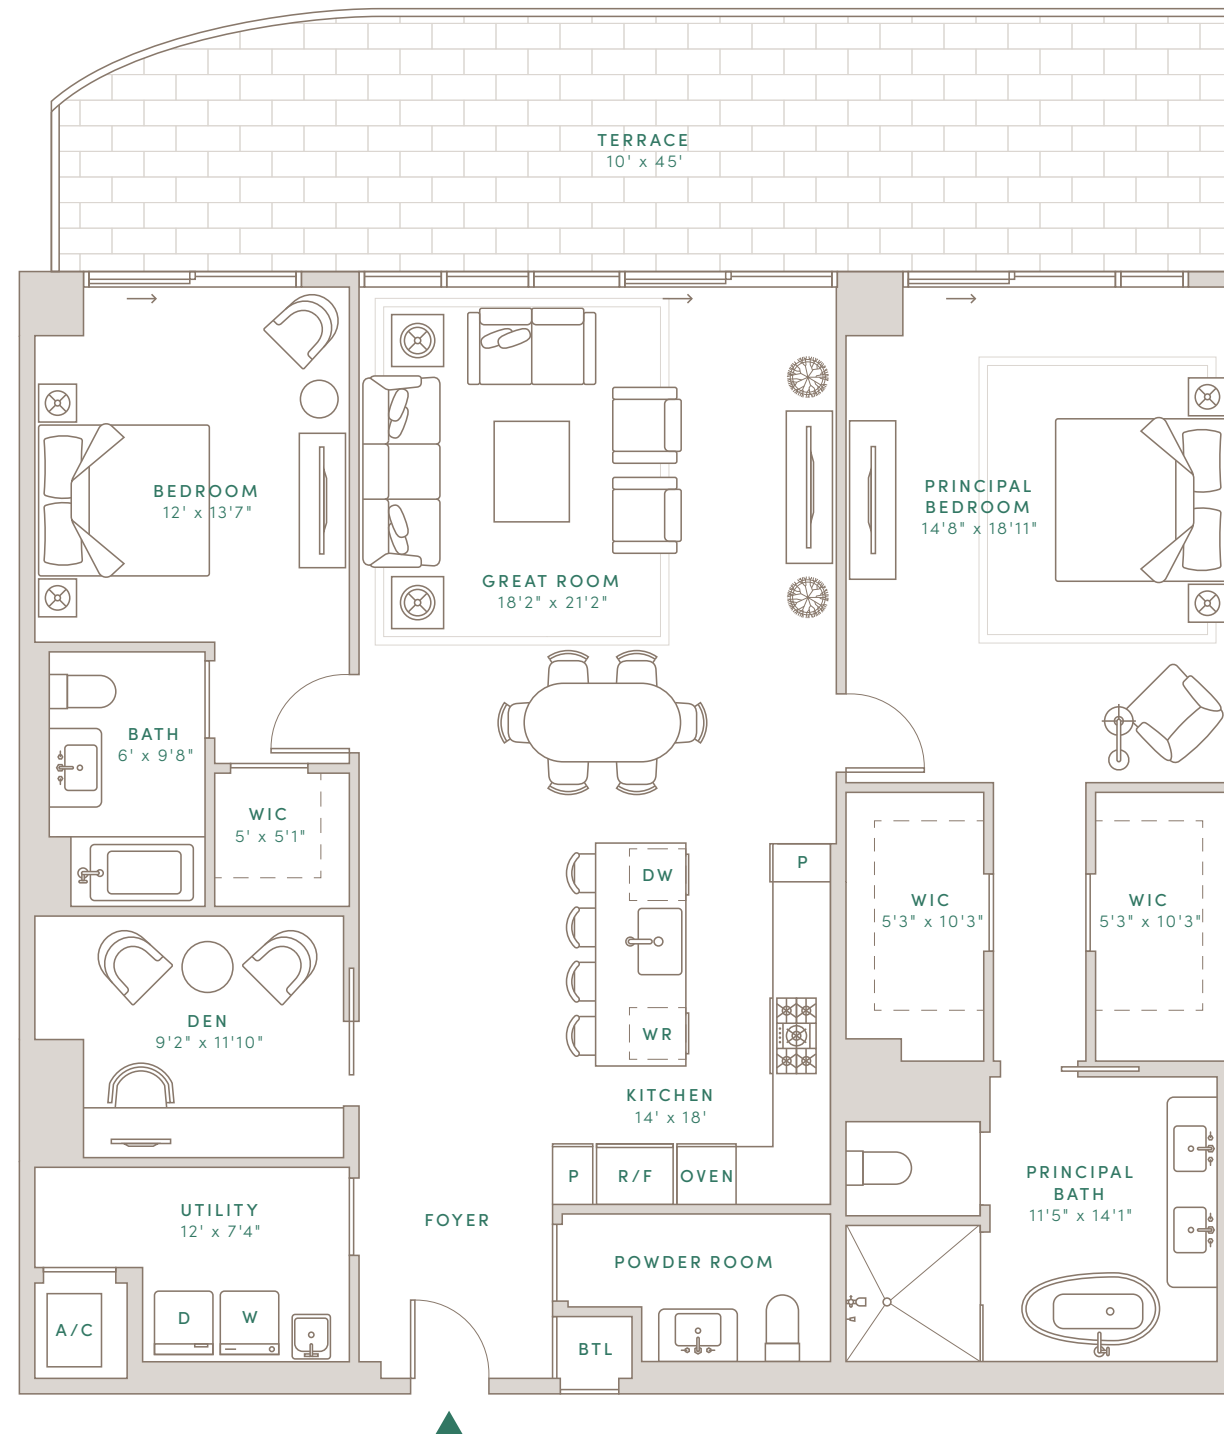 TERRACE
10' x 45'
BEDROOM
12' x 13'7"
GREAT ROOM
18'2" x 21'2"
PRINCIPAL
BEDROOM
14'8" x 18'11"
BATH
6' x 9'8"
WIC
5' x 5'1"
DW
P
WIC
5'3" x 10'3"
WIC
5'3" x 10'3"
DEN
9'2" x 11'10"
WR
KITCHEN
14' x 18'
P
R/F
OVEN
PRINCIPAL
BATH
11'5" x 14'1"
UTILITY
12' x 7'4"
FOYER
POWDER ROOM
A/C
D
W
BTL